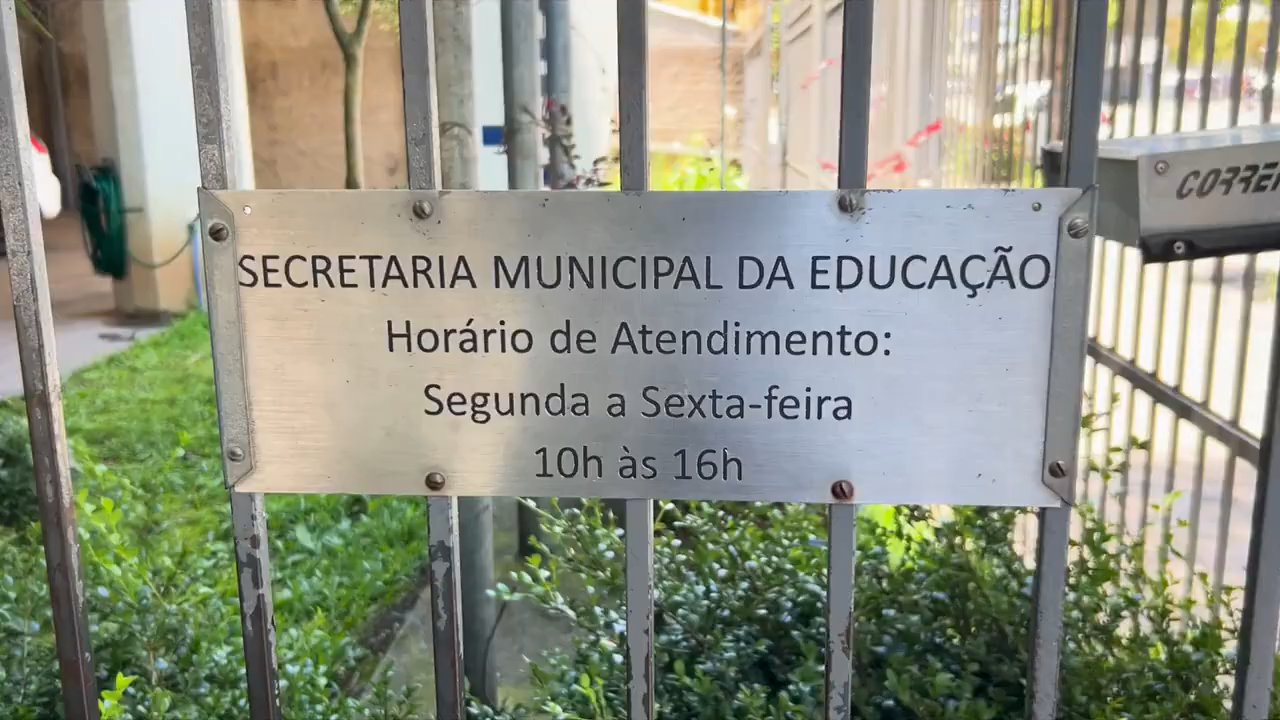 SECRETARIA MUNICIPAL DA EDUCAÇÃO
Horário de Atendimento:
Segunda a Sexta-feira
10h às 16h